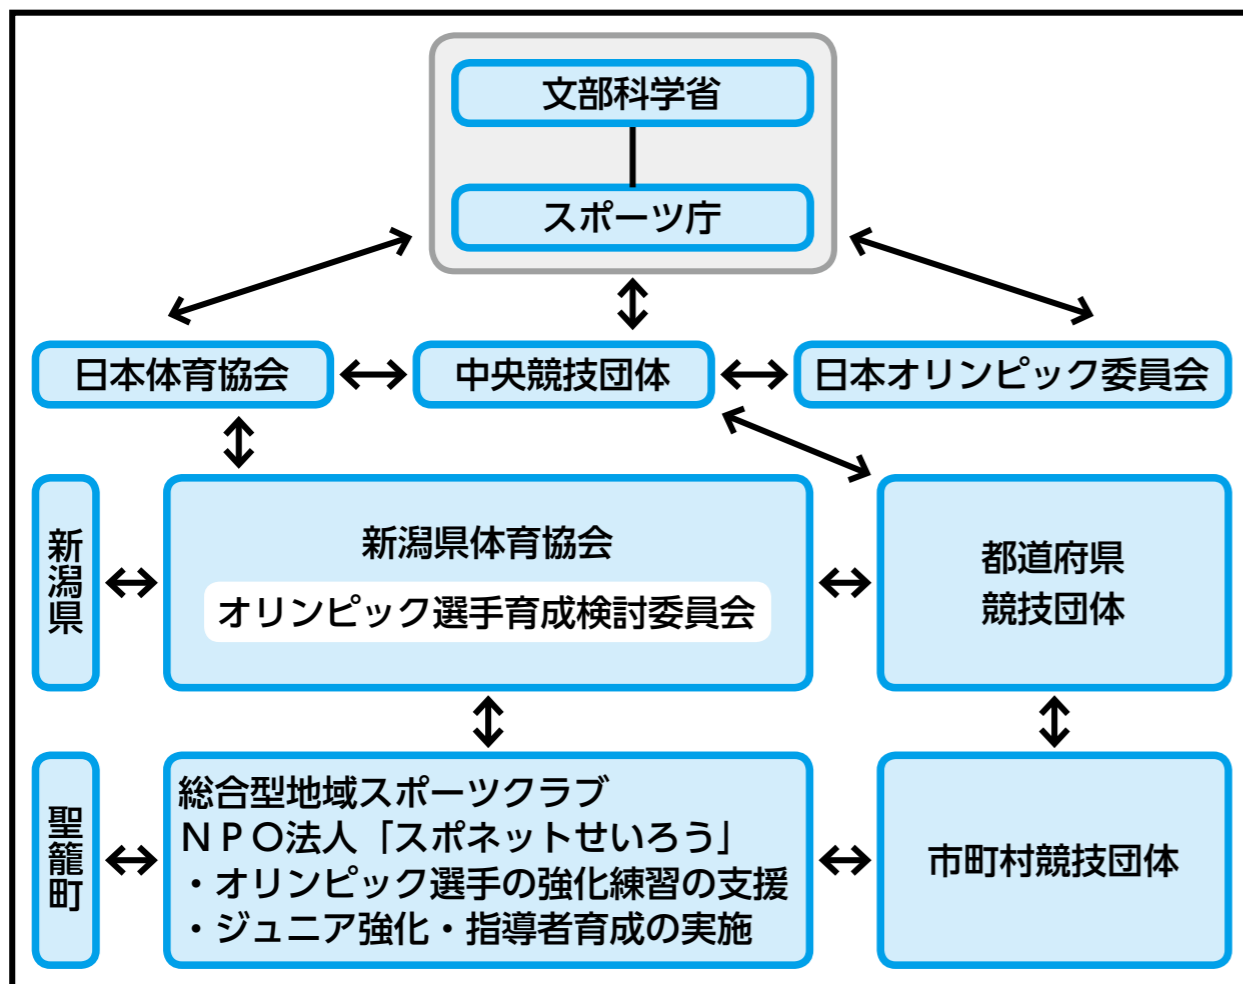 文部科学省
スポーツ庁
日本体育協会
中央競技団体
日本オリンピック委員会
新潟県
新潟県体育協会
オリンピック選手育成検討委員会
都道府県
競技団体
聖籠町
総合型地域スポーツクラブ
ＮＰＯ法人「スポネットせいろう」
・オリンピック選手の強化練習の支援
・ジュニア強化・指導者育成の実施
市町村競技団体